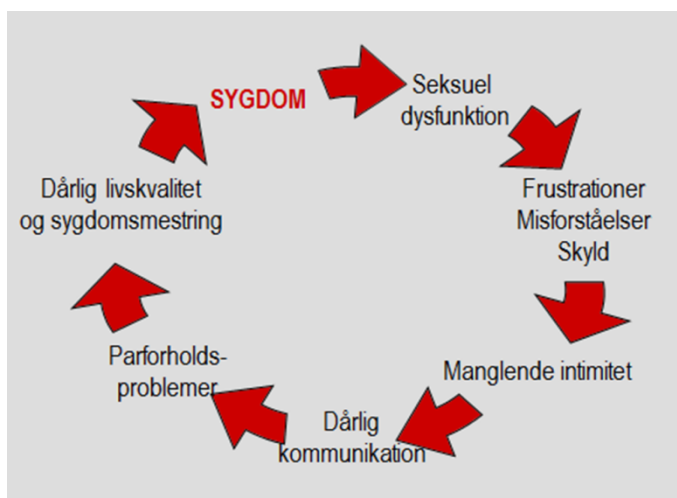 SYGDOM
Seksuel
dysfunktion
Frustrationer
Misforståelser
Skyld
Manglende intimitet
Dårlig
kommunikation
Parforholds-
problemer
Dårlig livskvalitet
og sygdomsmestring